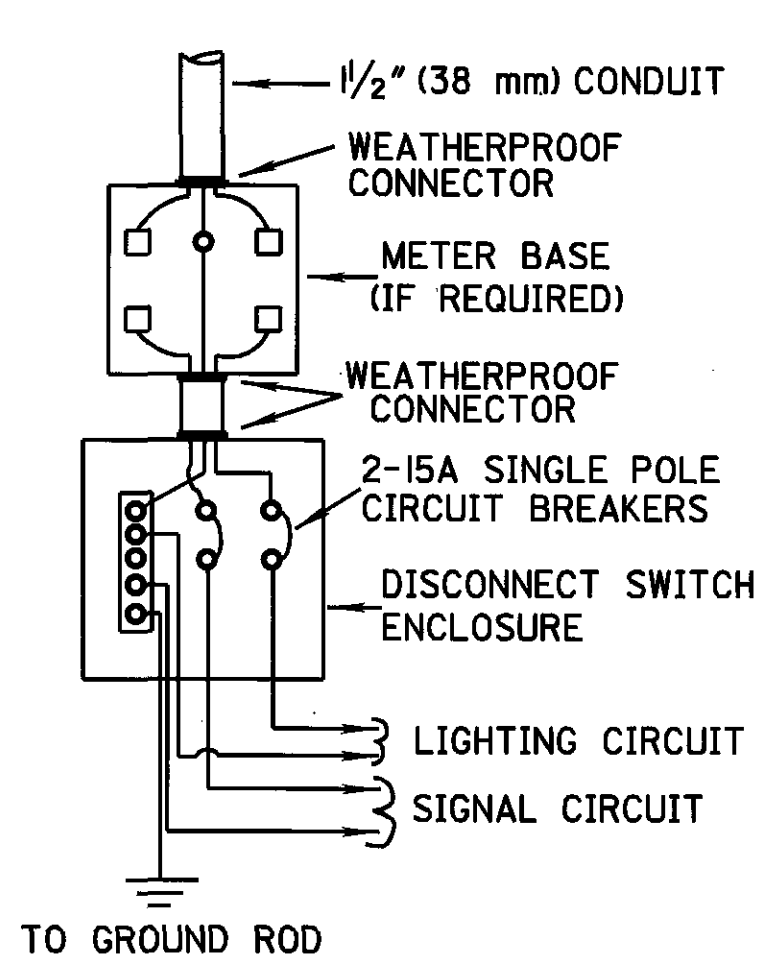 1 1/2" (38 mm) CONDUIT
WEATHERPROOF
CONNECTOR
METER BASE
(IF REQUIRED)
WEATHERPROOF
CONNECTOR
2-15A SINGLE POLE
CIRCUIT BREAKERS
DISCONNECT SWITCH
ENCLOSURE
LIGHTING CIRCUIT
SIGNAL CIRCUIT
TO GROUND ROD